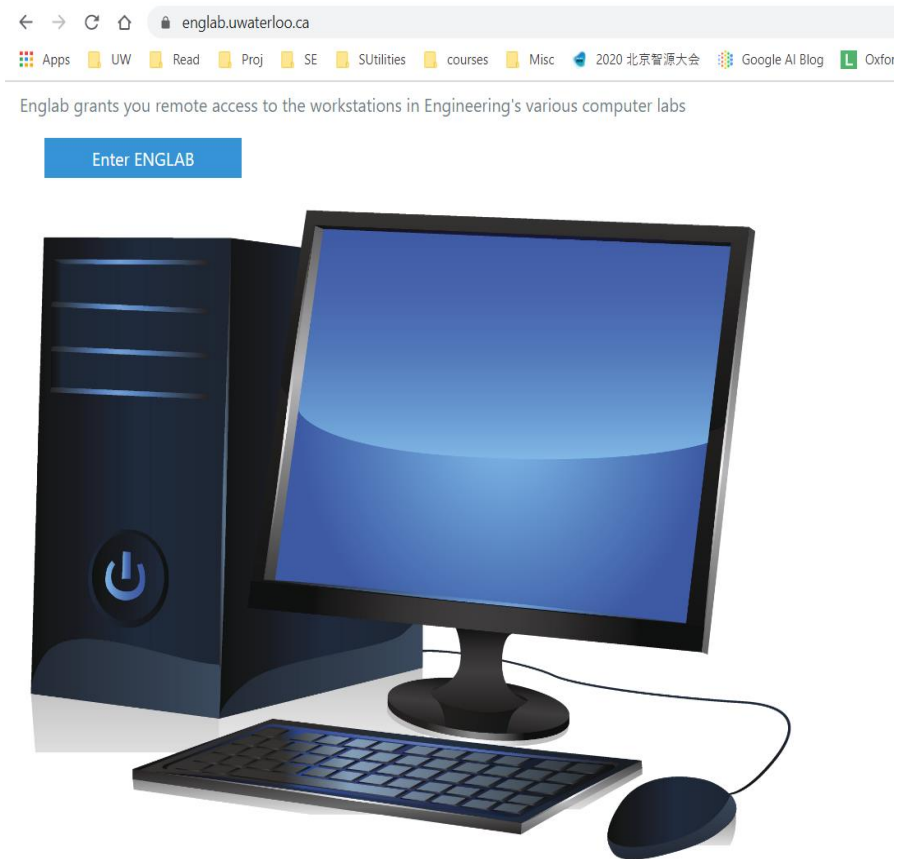 englab.uwaterloo.ca
Apps UW Read Proj SE SUtilities courses Misc 2020 北京智源大会 Google AI Blog L Oxfor
Englab grants you remote access to the workstations in Engineering's various computer labs
Enter ENGLAB